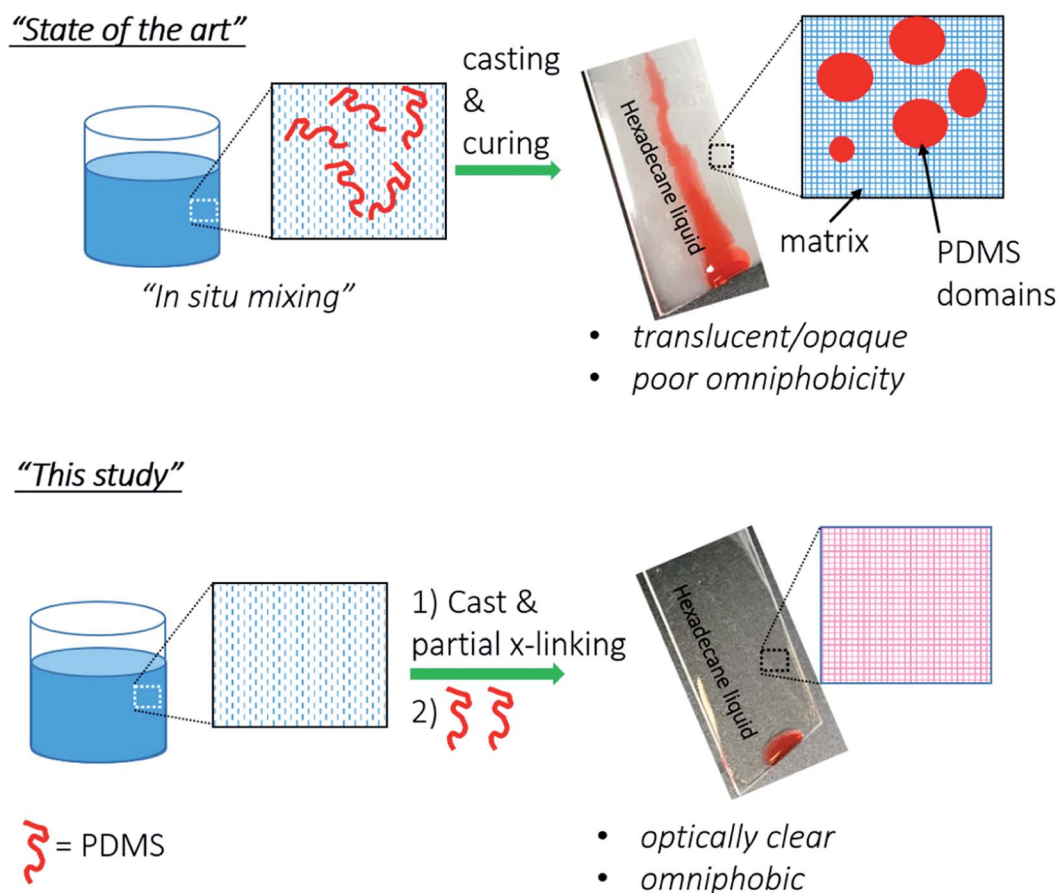 “State of the art”
casting
&
curing
Hexadecane liquid
matrix
PDMS
domains
“In situ mixing”
• translucent/opaque
• poor omniphobicity
“This study”
1) Cast &
partial x-linking
2)
Hexadecane liquid
= PDMS
• optically clear
• omniphobic